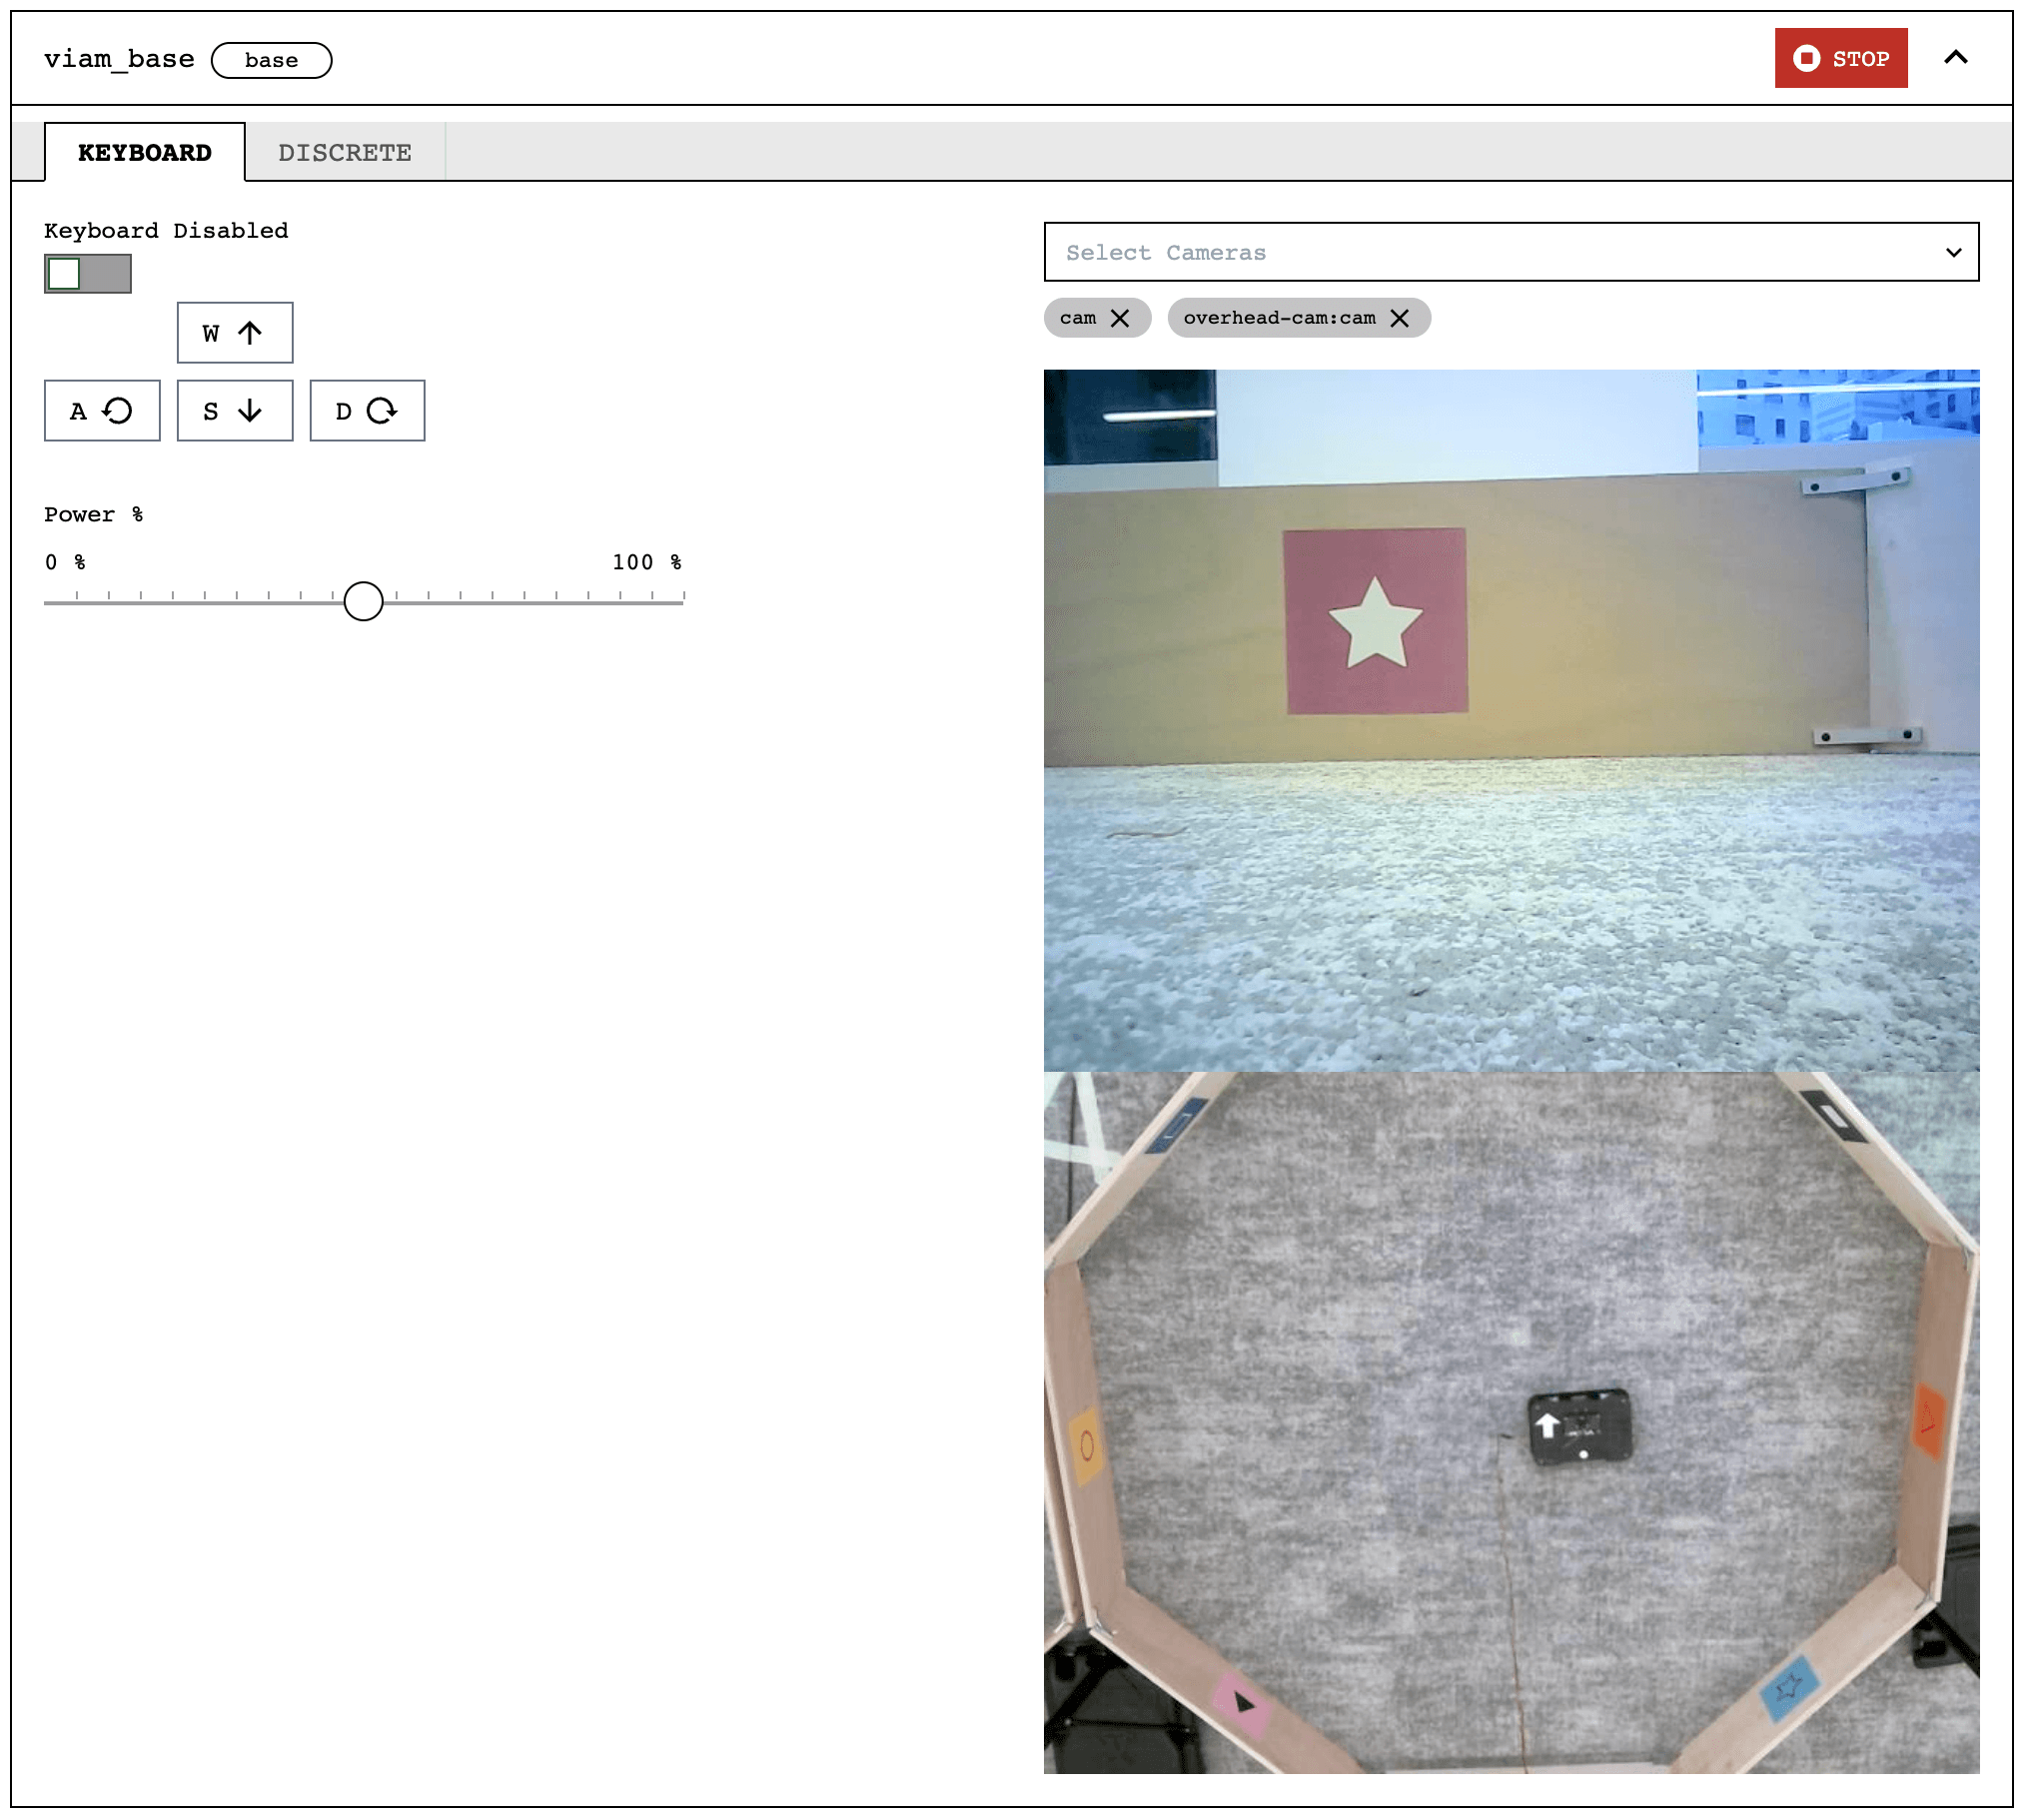 viam_base base STOP
KEYBOARD DISCRETE
Keyboard Disabled
Select Cameras
cam overhead-cam:cam
W
A S D
Power %
0 % 100 %